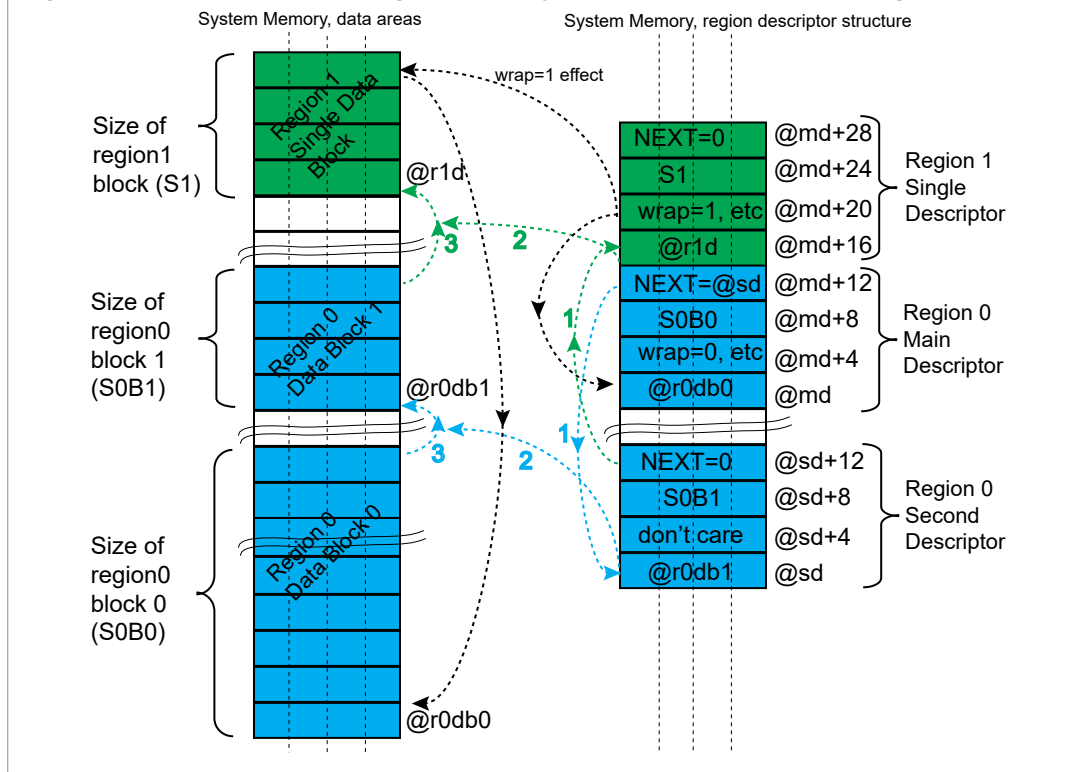 System Memory, data areas
System Memory, region descriptor structure
wrap=1 effect
Size of
region1
block (S1)
Region 1
Single Data
Block
@r1d
3
2
Size of
region0
block 1
(S0B1)
Region 0
Data Block 1
@r0db1
3
2
Size of
region0
block 0
(S0B0)
Region 0
Data Block 0
@r0db0
1
1
NEXT=0
@md+28
S1
@md+24
wrap=1, etc
@md+20
@r1d
@md+16
Region 1
Single
Descriptor
NEXT=@sd
@md+12
S0B0
@md+8
wrap=0, etc
@md+4
@r0db0
@md
Region 0
Main
Descriptor
NEXT=0
@sd+12
S0B1
@sd+8
don't care
@sd+4
@r0db1
@sd
Region 0
Second
Descriptor